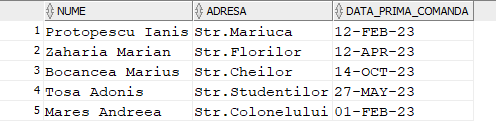 NUME ADRESA DATA_PRIMA_COMANDA
1 Protopescu Ianis Str.Mariuca 12-FEB-23
2 Zaharia Marian Str.Florilor 12-APR-23
3 Bocancea Marius Str.Cheilor 14-OCT-23
4 Tosa Adonis Str.Studentilor 27-MAY-23
5 Mares Andreea Str.Colonelului 01-FEB-23